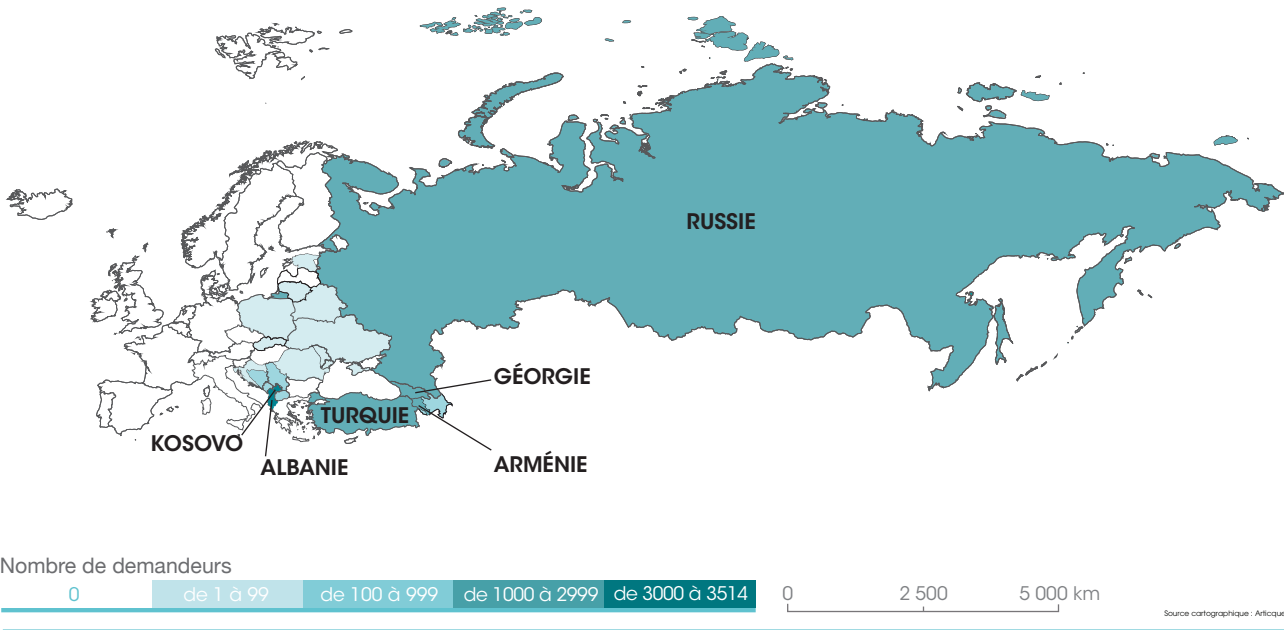 RUSSIE
GÉORGIE
TURQUIE
KOSOVO
ALBANIE
ARMÉNIE
Nombre de demandeurs
0 de 1 à 99 de 100 à 999 de 1000 à 2999 de 3000 à 3514
0 2 500 5 000 km
Source cartographique : Articque